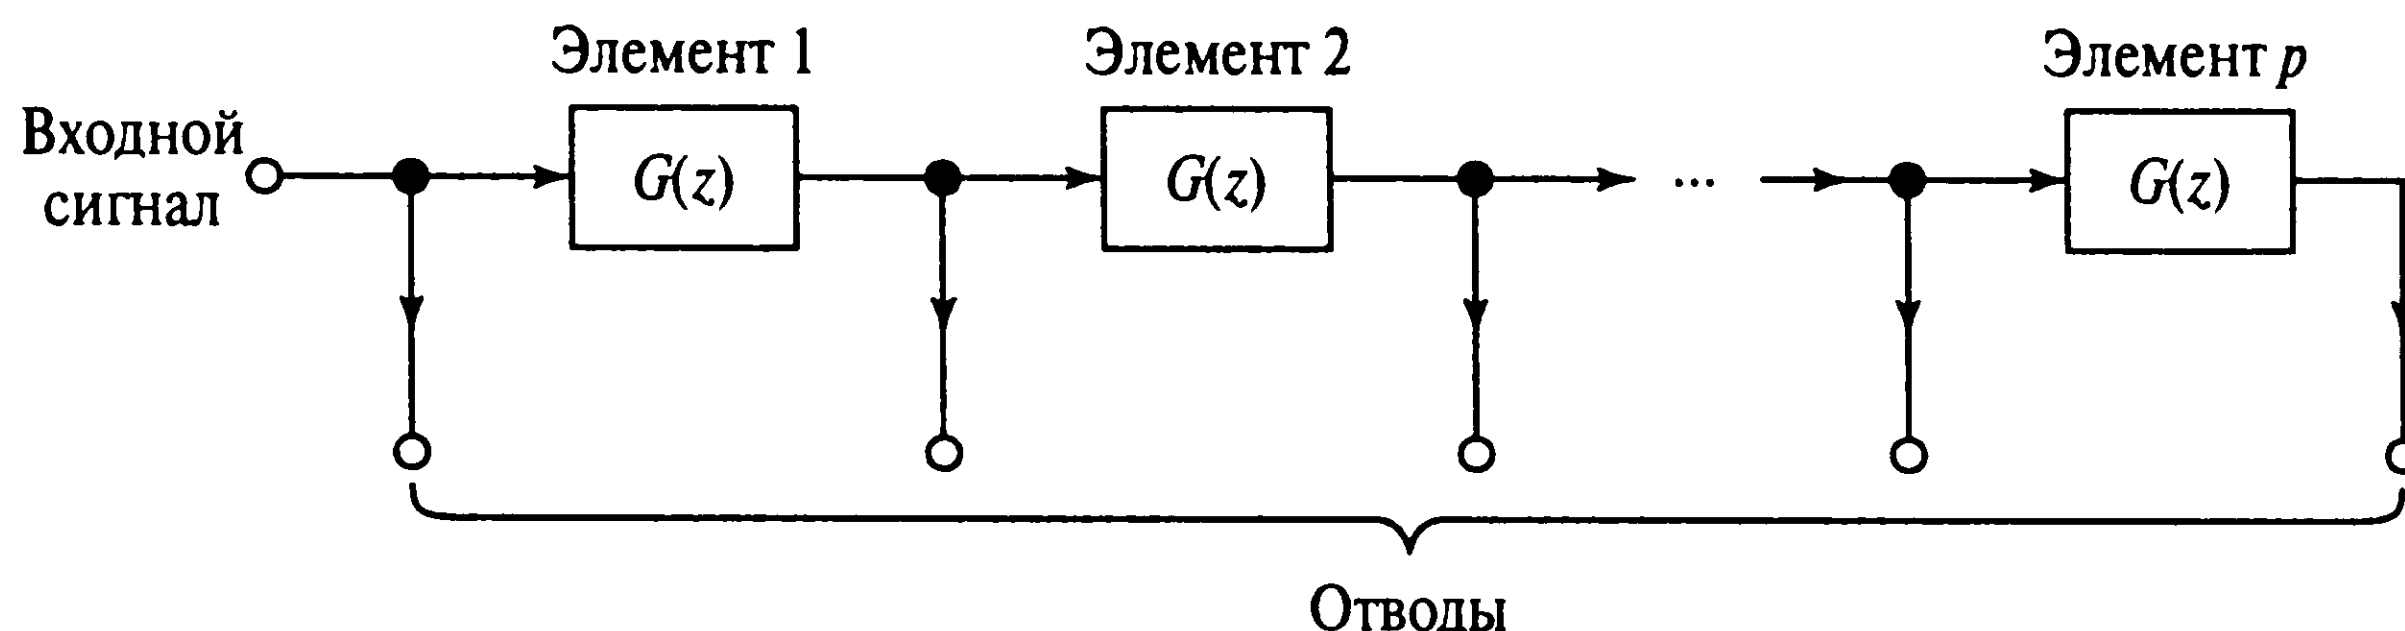 Элемент 1
Элемент 2
Элемент p
Входной
сигнал
G(z)
G(z)
...
G(z)
Отводы